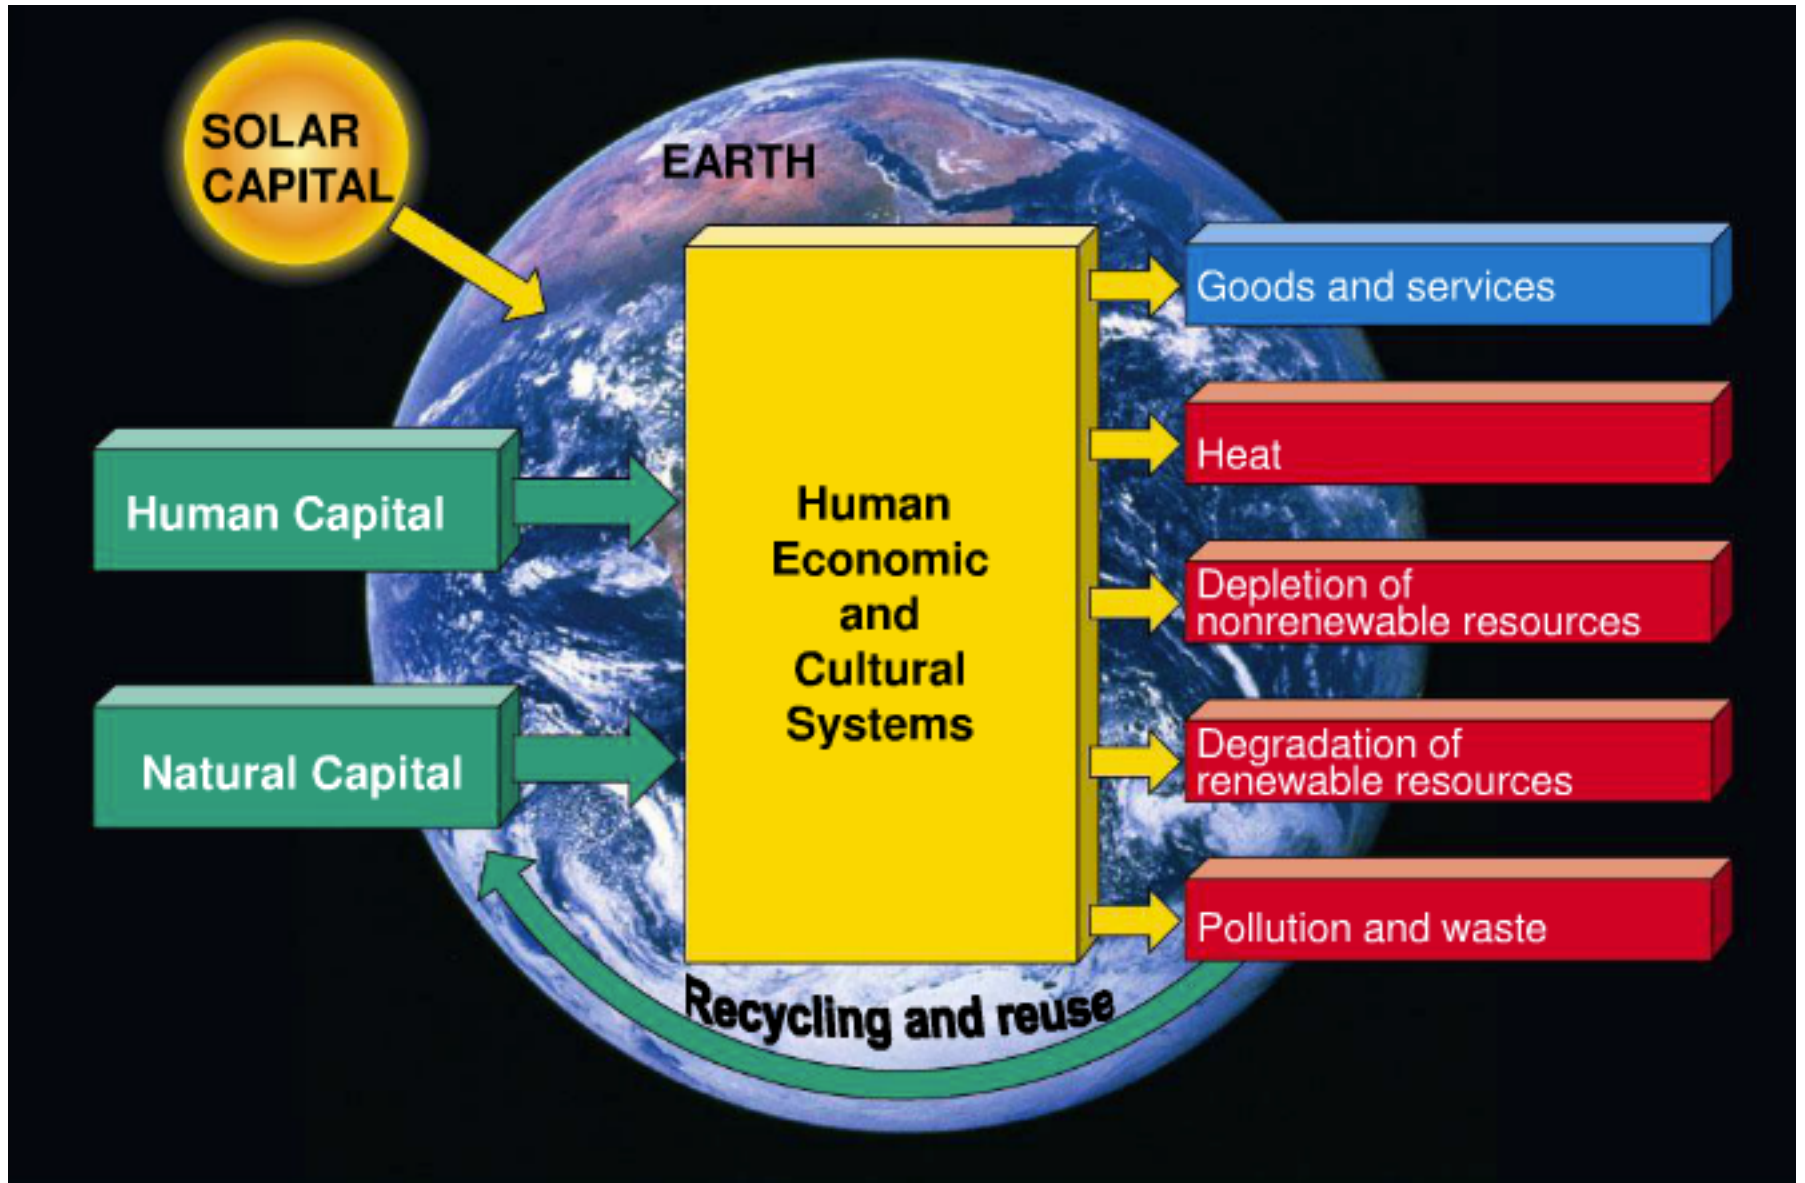 SOLAR
CAPITAL
EARTH
Goods and services
Heat
Human Capital
Human
Economic
and
Cultural
Systems
Depletion of
nonrenewable resources
Natural Capital
Degradation of
renewable resources
Pollution and waste
Recycling and reuse